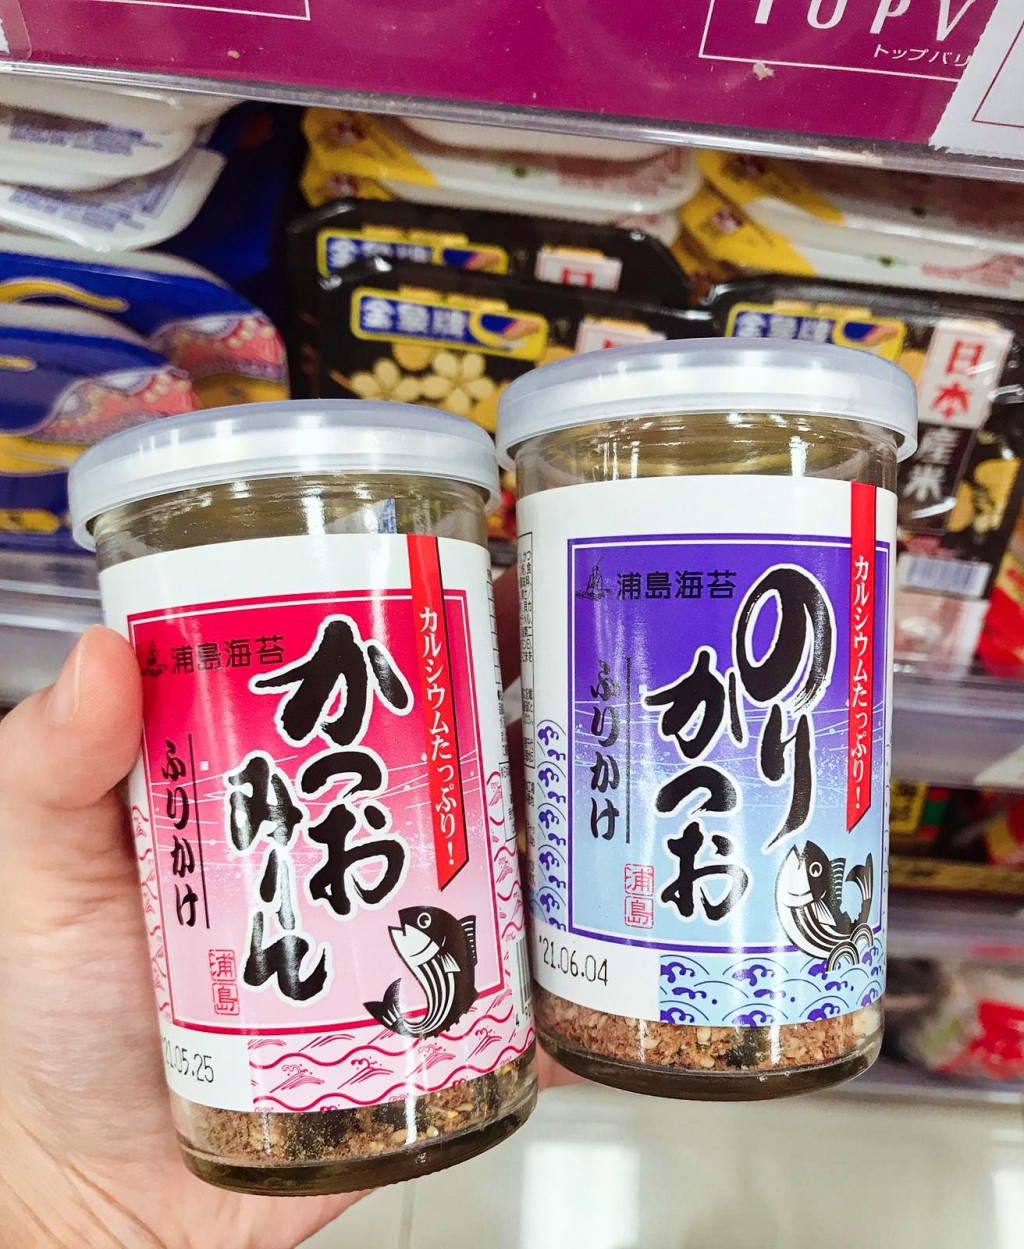 トップバリ
日本
産米
浦島海苔
かつお
みりん
ふりかけ
カルシウムたっぷり!
浦島
21.05.25
浦島海苔
のり
かつお
ふりかけ
カルシウムたっぷり!
浦島
'21.06.04